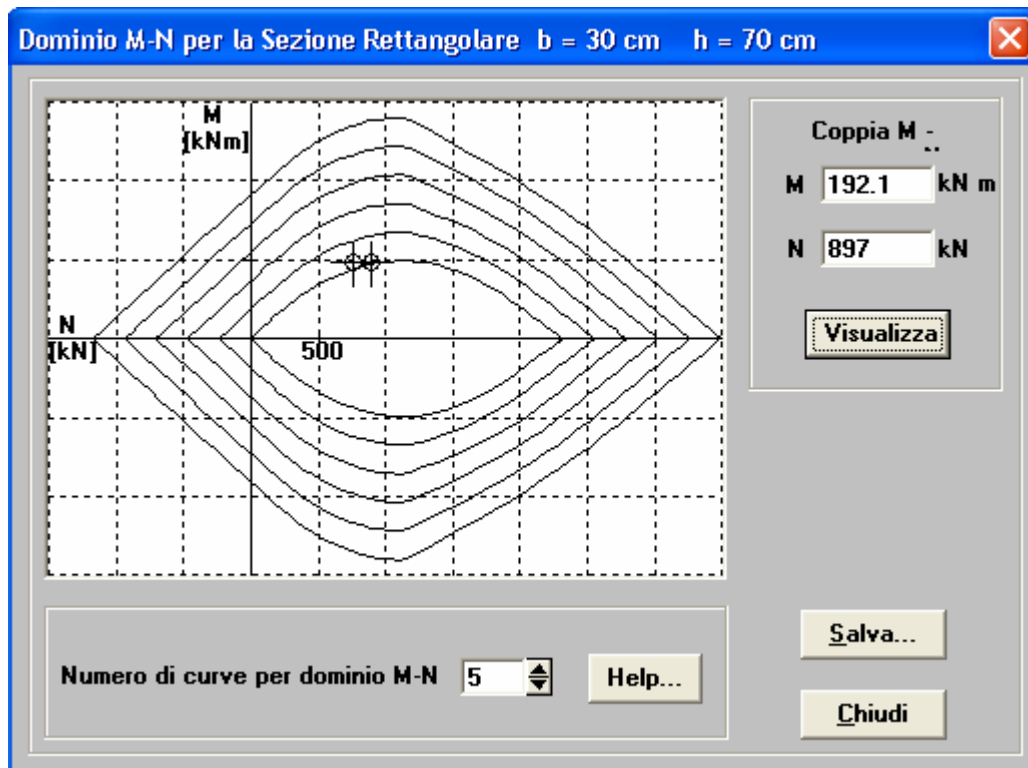 Dominio M-N per la Sezione Rettangolare b = 30 cm h = 70 cm
M
[kNm]
N
[kN]
500
Coppia M -
M 192.1 kN m
N 897 kN
Visualizza
Numero di curve per dominio M-N 5 Help...
Salva...
Chiudi